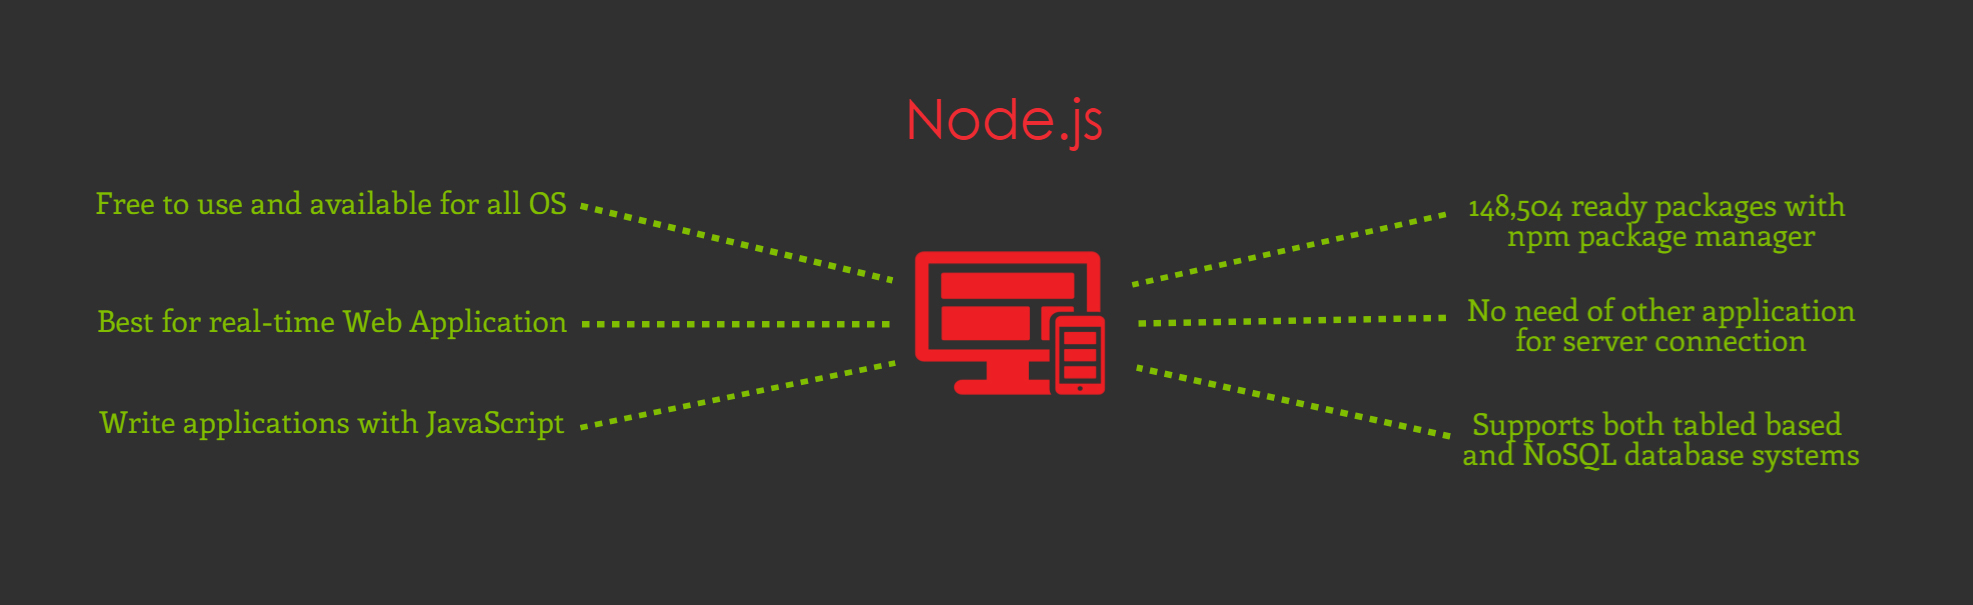 Node.js
Free to use and available for all OS
Best for real-time Web Application
Write applications with JavaScript
148,504 ready packages with
npm package manager
No need of other application
for server connection
Supports both tabled based
and NoSQL database systems